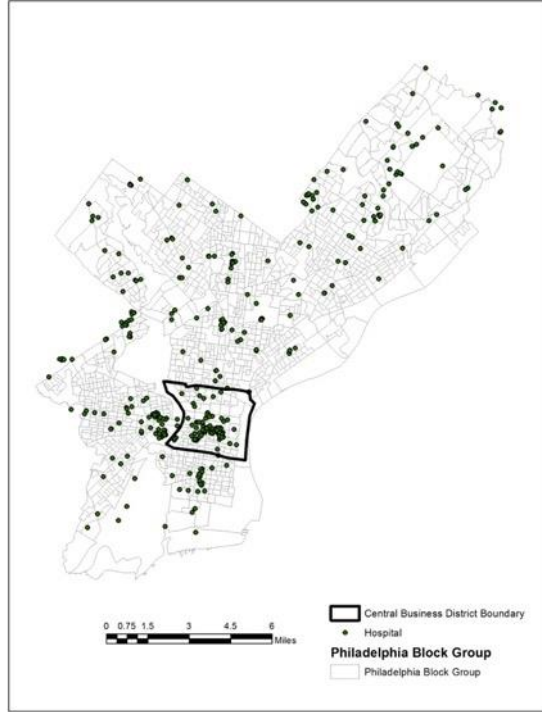 0 0.75 1.5 3 4.5 6
Miles
Central Business District Boundary
Hospital
Philadelphia Block Group
Philadelphia Block Group